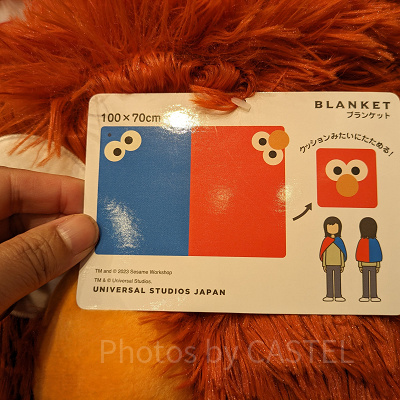 BLANKET
ブランケット
100×70cm
クッションみたいにたためる!
TM and © 2023 Sesame Workshop
TM & © Universal Studios.
UNIVERSAL STUDIOS JAPAN
Photos by CASTEL